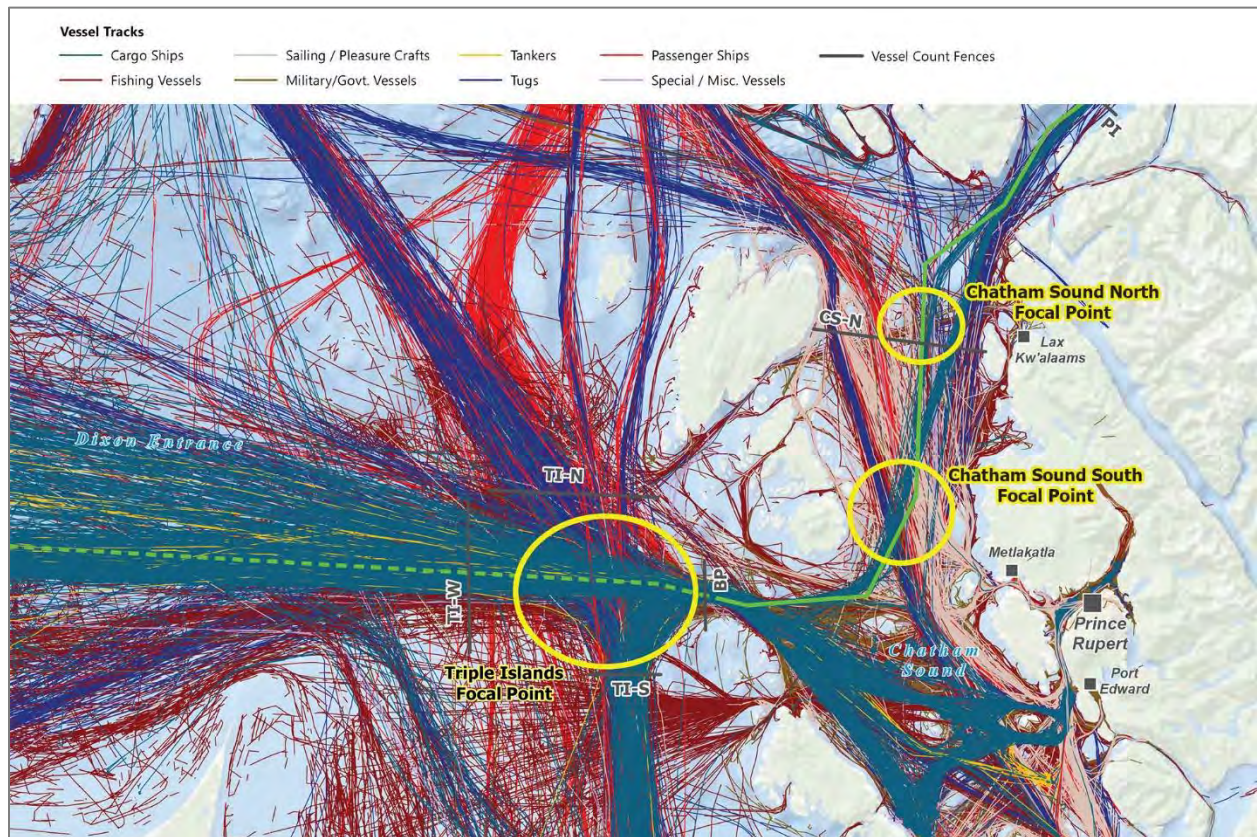 Vessel Tracks
Cargo Ships
Sailing / Pleasure Crafts
Tankers
Passenger Ships
Vessel Count Fences
Fishing Vessels
Military/Govt. Vessels
Tugs
Special / Misc. Vessels
PI
Chatham Sound North
Focal Point
CS-N
Lax
Kw'alaams
Dixon Entrance
TI-N
Chatham Sound South
Focal Point
Metlakatla
TI-W
BP
Prince
Rupert
Chatham
Sound
Triple Islands
Focal Point
TI-S
Port
Edward